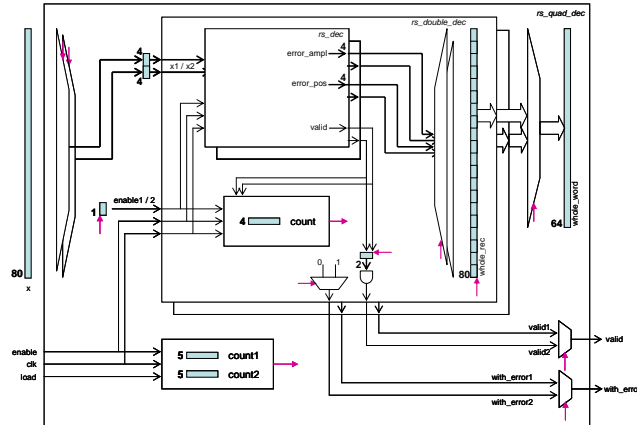 rs_quad_dec
rs_double_dec
rs_dec
4
4
x1 / x2
error_ampl
4
error_pos
4
valid
1
enable1 / 2
4
count
2
0
1
80
x
80
whole_rec
64
whole_word
enable
clk
load
5
count1
5
count2
valid1
valid2
valid
with_error1
with_error2
with_error